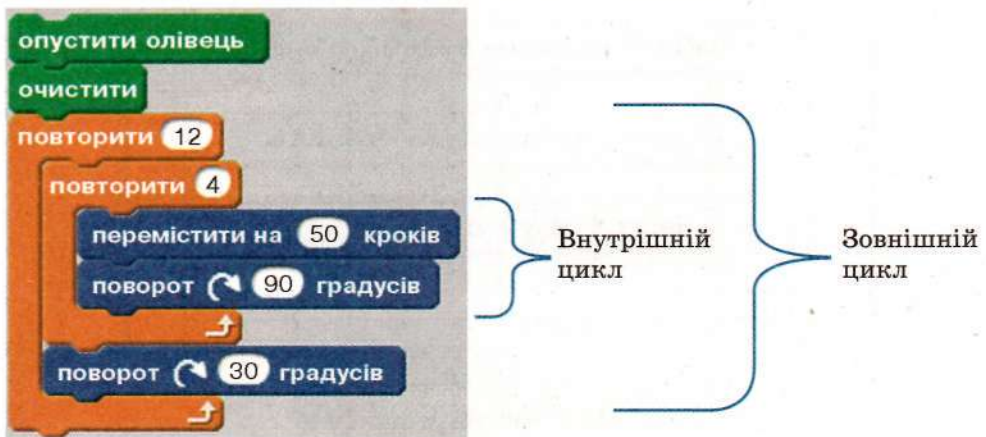 опустити олівець
очистити
повторити 12
повторити 4
перемістити на 50 кроків
поворот 90 градусів
поворот 30 градусів
Внутрішній
цикл
Зовнішній
цикл